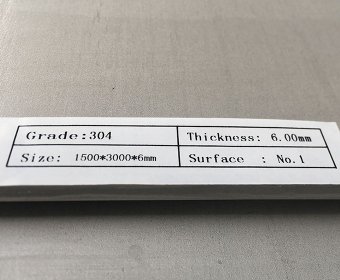 Grade:304 Thickness: 6.00mm
Size: 1500*3000*6mm Surface : No.1